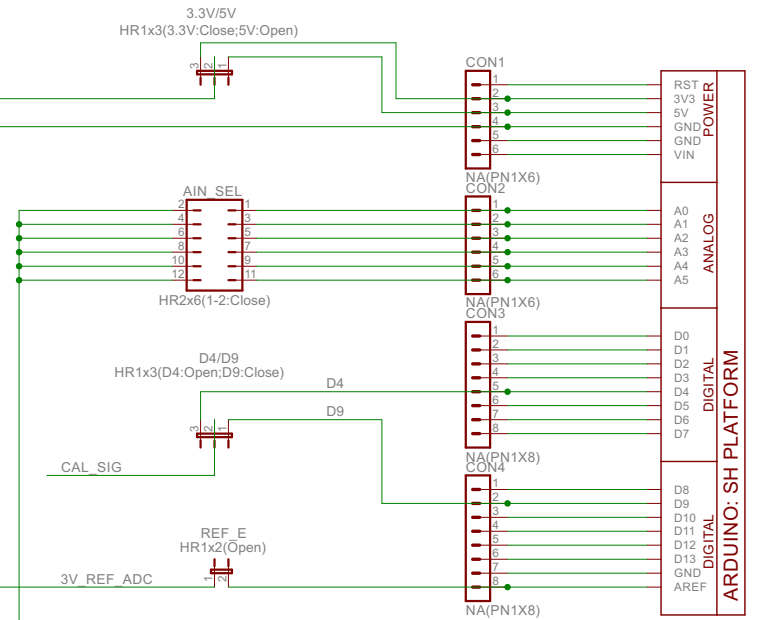 3.3V/5V
HR1x3(3.3V:Close;5V:Open)
3
2
1
CON1
1
2
3
4
5
6
NA(PN1X6)
RST
3V3
5V
GND
GND
VIN
POWER
AIN_SEL
2
4
6
8
10
12
1
3
5
7
9
11
HR2x6(1-2:Close)
CON2
1
2
3
4
5
6
NA(PN1X6)
A0
A1
A2
A3
A4
A5
ANALOG
D4/D9
HR1x3(D4:Open;D9:Close)
3
2
1
D4
D9
CAL_SIG
CON3
1
2
3
4
5
6
7
8
NA(PN1X8)
D0
D1
D2
D3
D4
D5
D6
D7
DIGITAL
REF_E
HR1x2(Open)
1
2
3V_REF_ADC
CON4
1
2
3
4
5
6
7
8
NA(PN1X8)
D8
D9
D10
D11
D12
D13
GND
AREF
DIGITAL
ARDUINO: SH PLATFORM